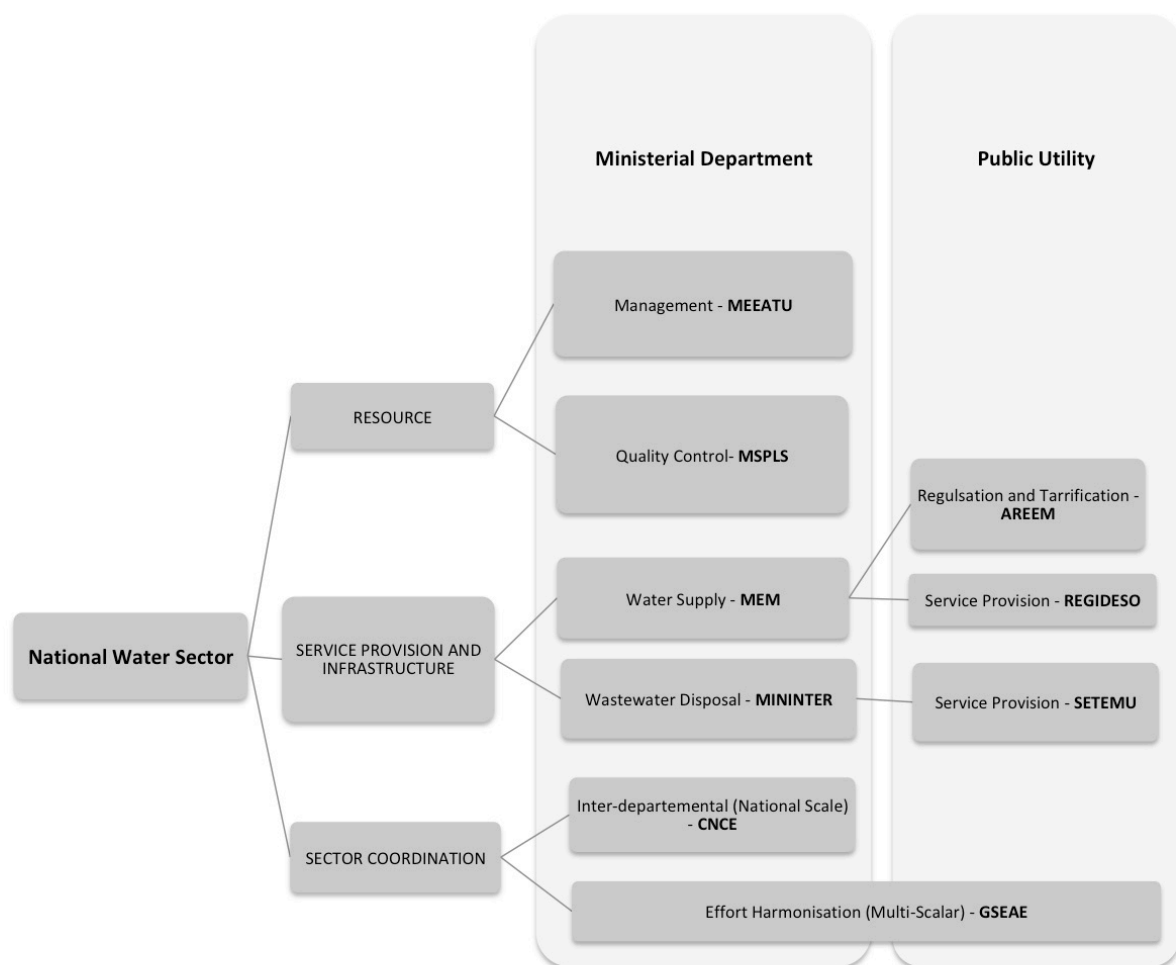 Ministerial Department
Public Utility
Management - MEEATU
RESOURCE
Quality Control- MSPLS
Regulsation and Tarrification -
AREEM
Water Supply - MEM
Service Provision - REGIDESO
National Water Sector
SERVICE PROVISION AND
INFRASTRUCTURE
Wastewater Disposal - MININTER
Service Provision - SETEMU
Inter-departemental (National Scale)
- CNCE
SECTOR COORDINATION
Effort Harmonisation (Multi-Scalar) - GSEAE